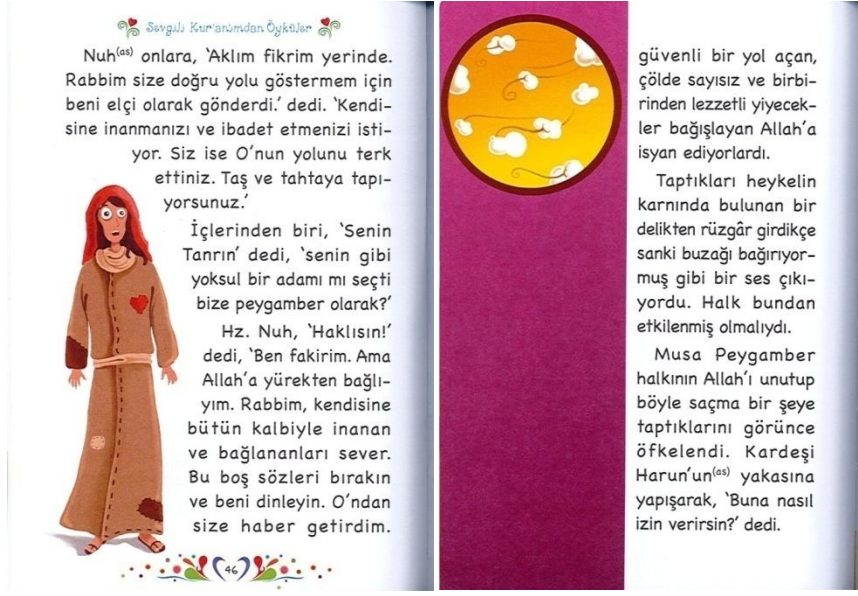 Sevgili Kur'anımdan Öyküler
Nuh(as) onlara, 'Aklım fikrim yerinde.
Rabbim size doğru yolu göstermem için
beni elçi olarak gönderdi.' dedi. 'Kendi-
sine inanmanızı ve ibadet etmenizi isti-
yor. Siz ise O'nun yolunu terk
ettiniz. Taş ve tahtaya tapı-
yorsunuz.'
İçlerinden biri, 'Senin
Tanrın' dedi, 'senin gibi
yoksul bir adamı mı seçti
bize peygamber olarak?'
Hz. Nuh, 'Haklısın!'
dedi, 'Ben fakirim. Ama
Allah'a yürekten bağlı-
yım. Rabbim, kendisine
bütün kalbiyle inanan
ve bağlananları sever.
Bu boş sözleri bırakın
ve beni dinleyin. O'ndan
size haber getirdim.
46
güvenli bir yol açan,
çölde sayısız ve birbi-
rinden lezzetli yiyecek-
ler bağışlayan Allah'a
isyan ediyorlardı.
Taptıkları heykelin
karnında bulunan bir
delikten rüzgâr girdikçe
sanki buzağı bağırıyor-
muş gibi bir ses çıkı-
yordu. Halk bundan
etkilenmiş olmalıydı.
Musa Peygamber
halkının Allah'ı unutup
böyle saçma bir şeye
taptıklarını görünce
öfkelendi. Kardeşi
Harun'un(as) yakasına
yapışarak, 'Buna nasıl
izin verirsin?' dedi.